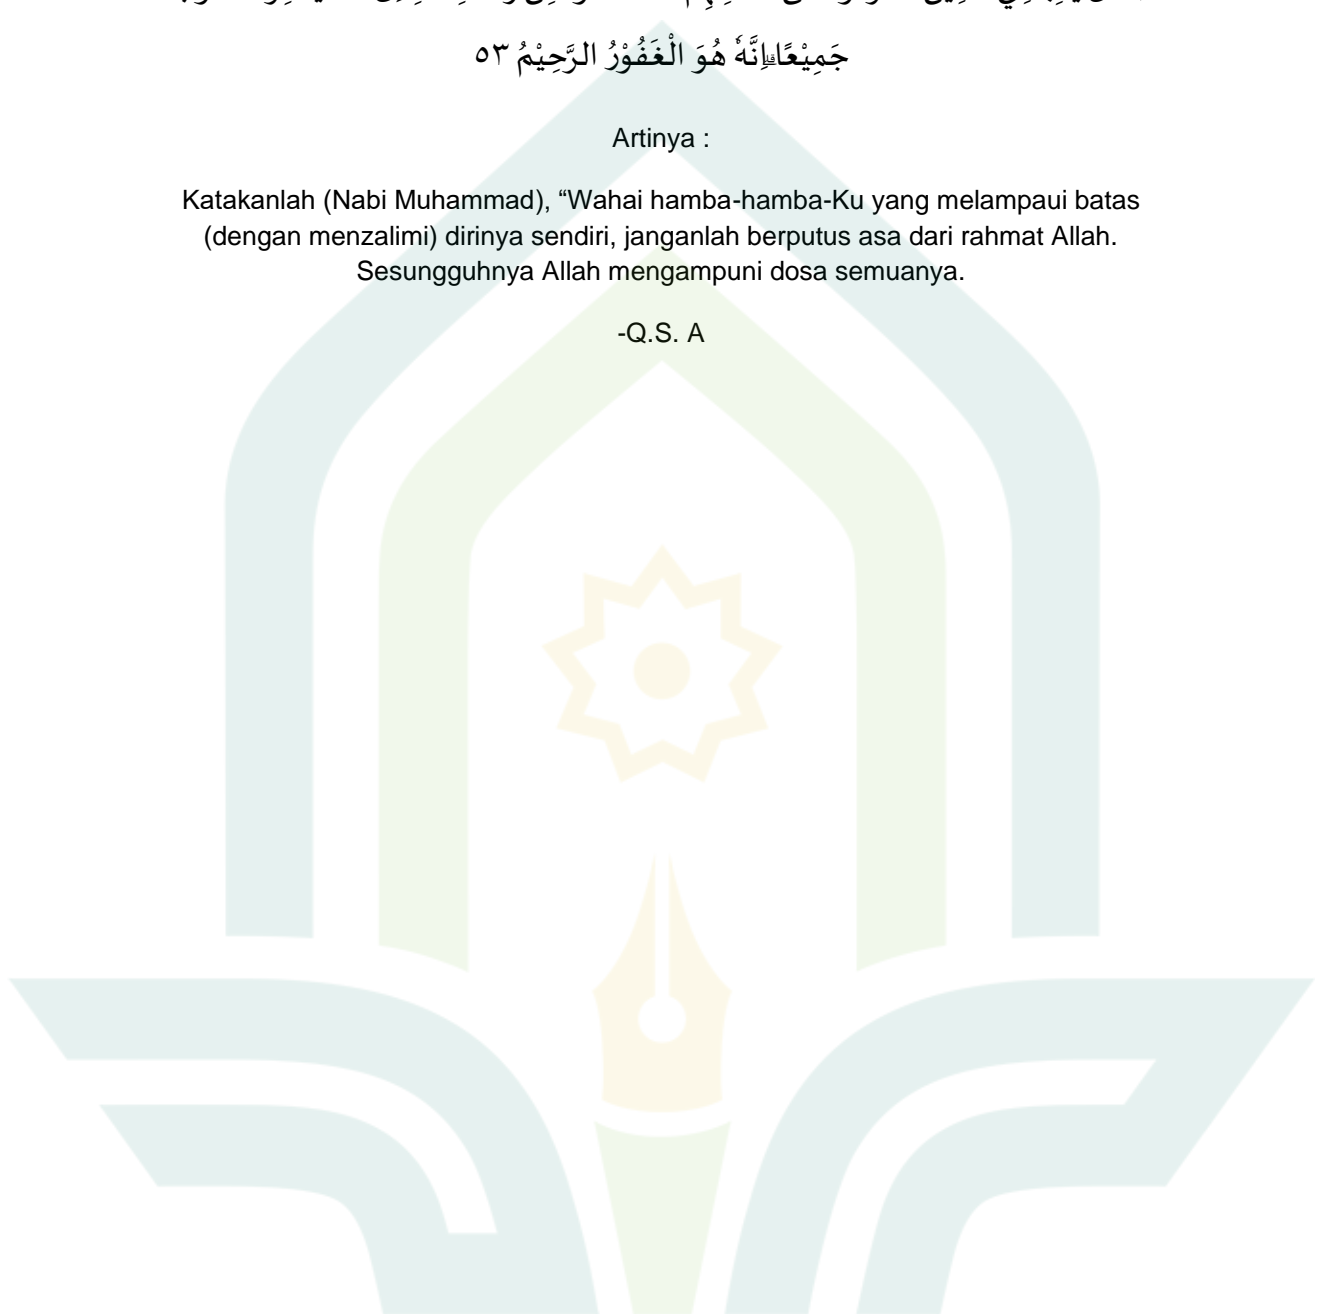 جَمِيْعًاۗ اِنَّهٗ هُوَ الْغَفُوْرُ الرَّحِيْمُ ٥٣
Artinya :
Katakanlah (Nabi Muhammad), “Wahai hamba-hamba-Ku yang melampaui batas
(dengan menzalimi) dirinya sendiri, janganlah berputus asa dari rahmat Allah.
Sesungguhnya Allah mengampuni dosa semuanya.
-Q.S. A